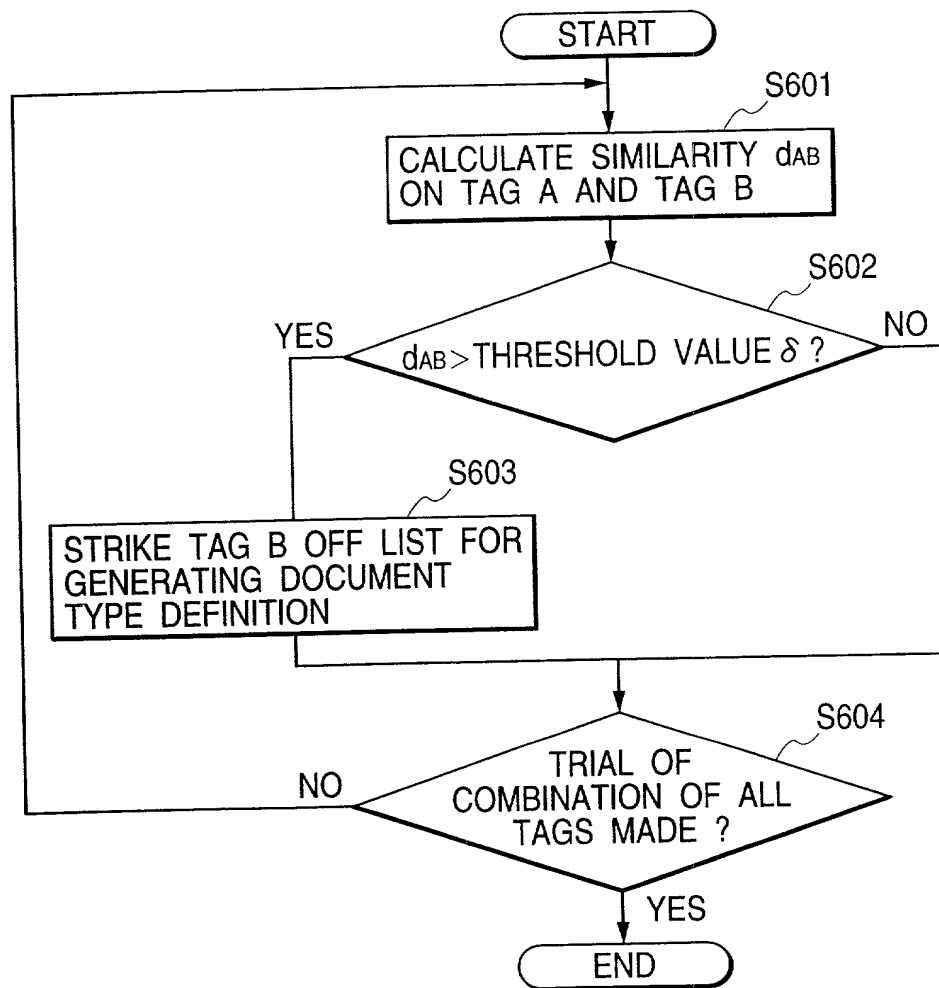 START
S601
CALCULATE SIMILARITY dAB
ON TAG A AND TAG B
S602
YES
NO
dAB > THRESHOLD VALUE δ ?
S603
STRIKE TAG B OFF LIST FOR
GENERATING DOCUMENT
TYPE DEFINITION
S604
NO
TRIAL OF
COMBINATION OF ALL
TAGS MADE ?
YES
END